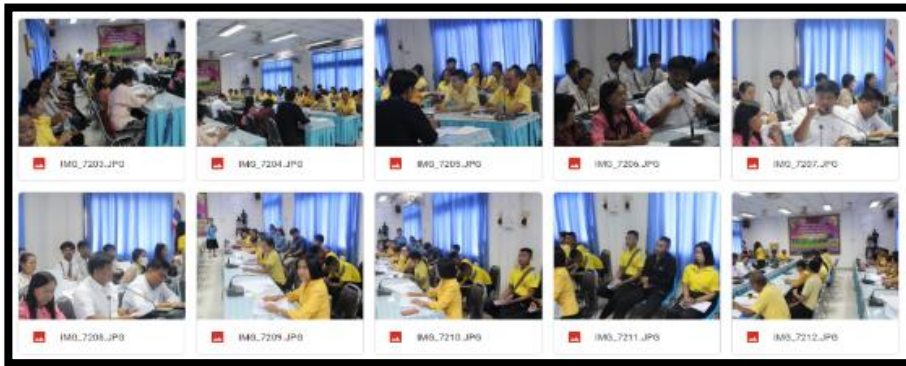 IMG_7203.JPG
IMG_7204.JPG
IMG_7205.JPG
IMG_7206.JPG
IMG_7207.JPG
IMG_7208.JPG
IMG_7209.JPG
IMG_7210.JPG
IMG_7211.JPG
IMG_7212.JPG